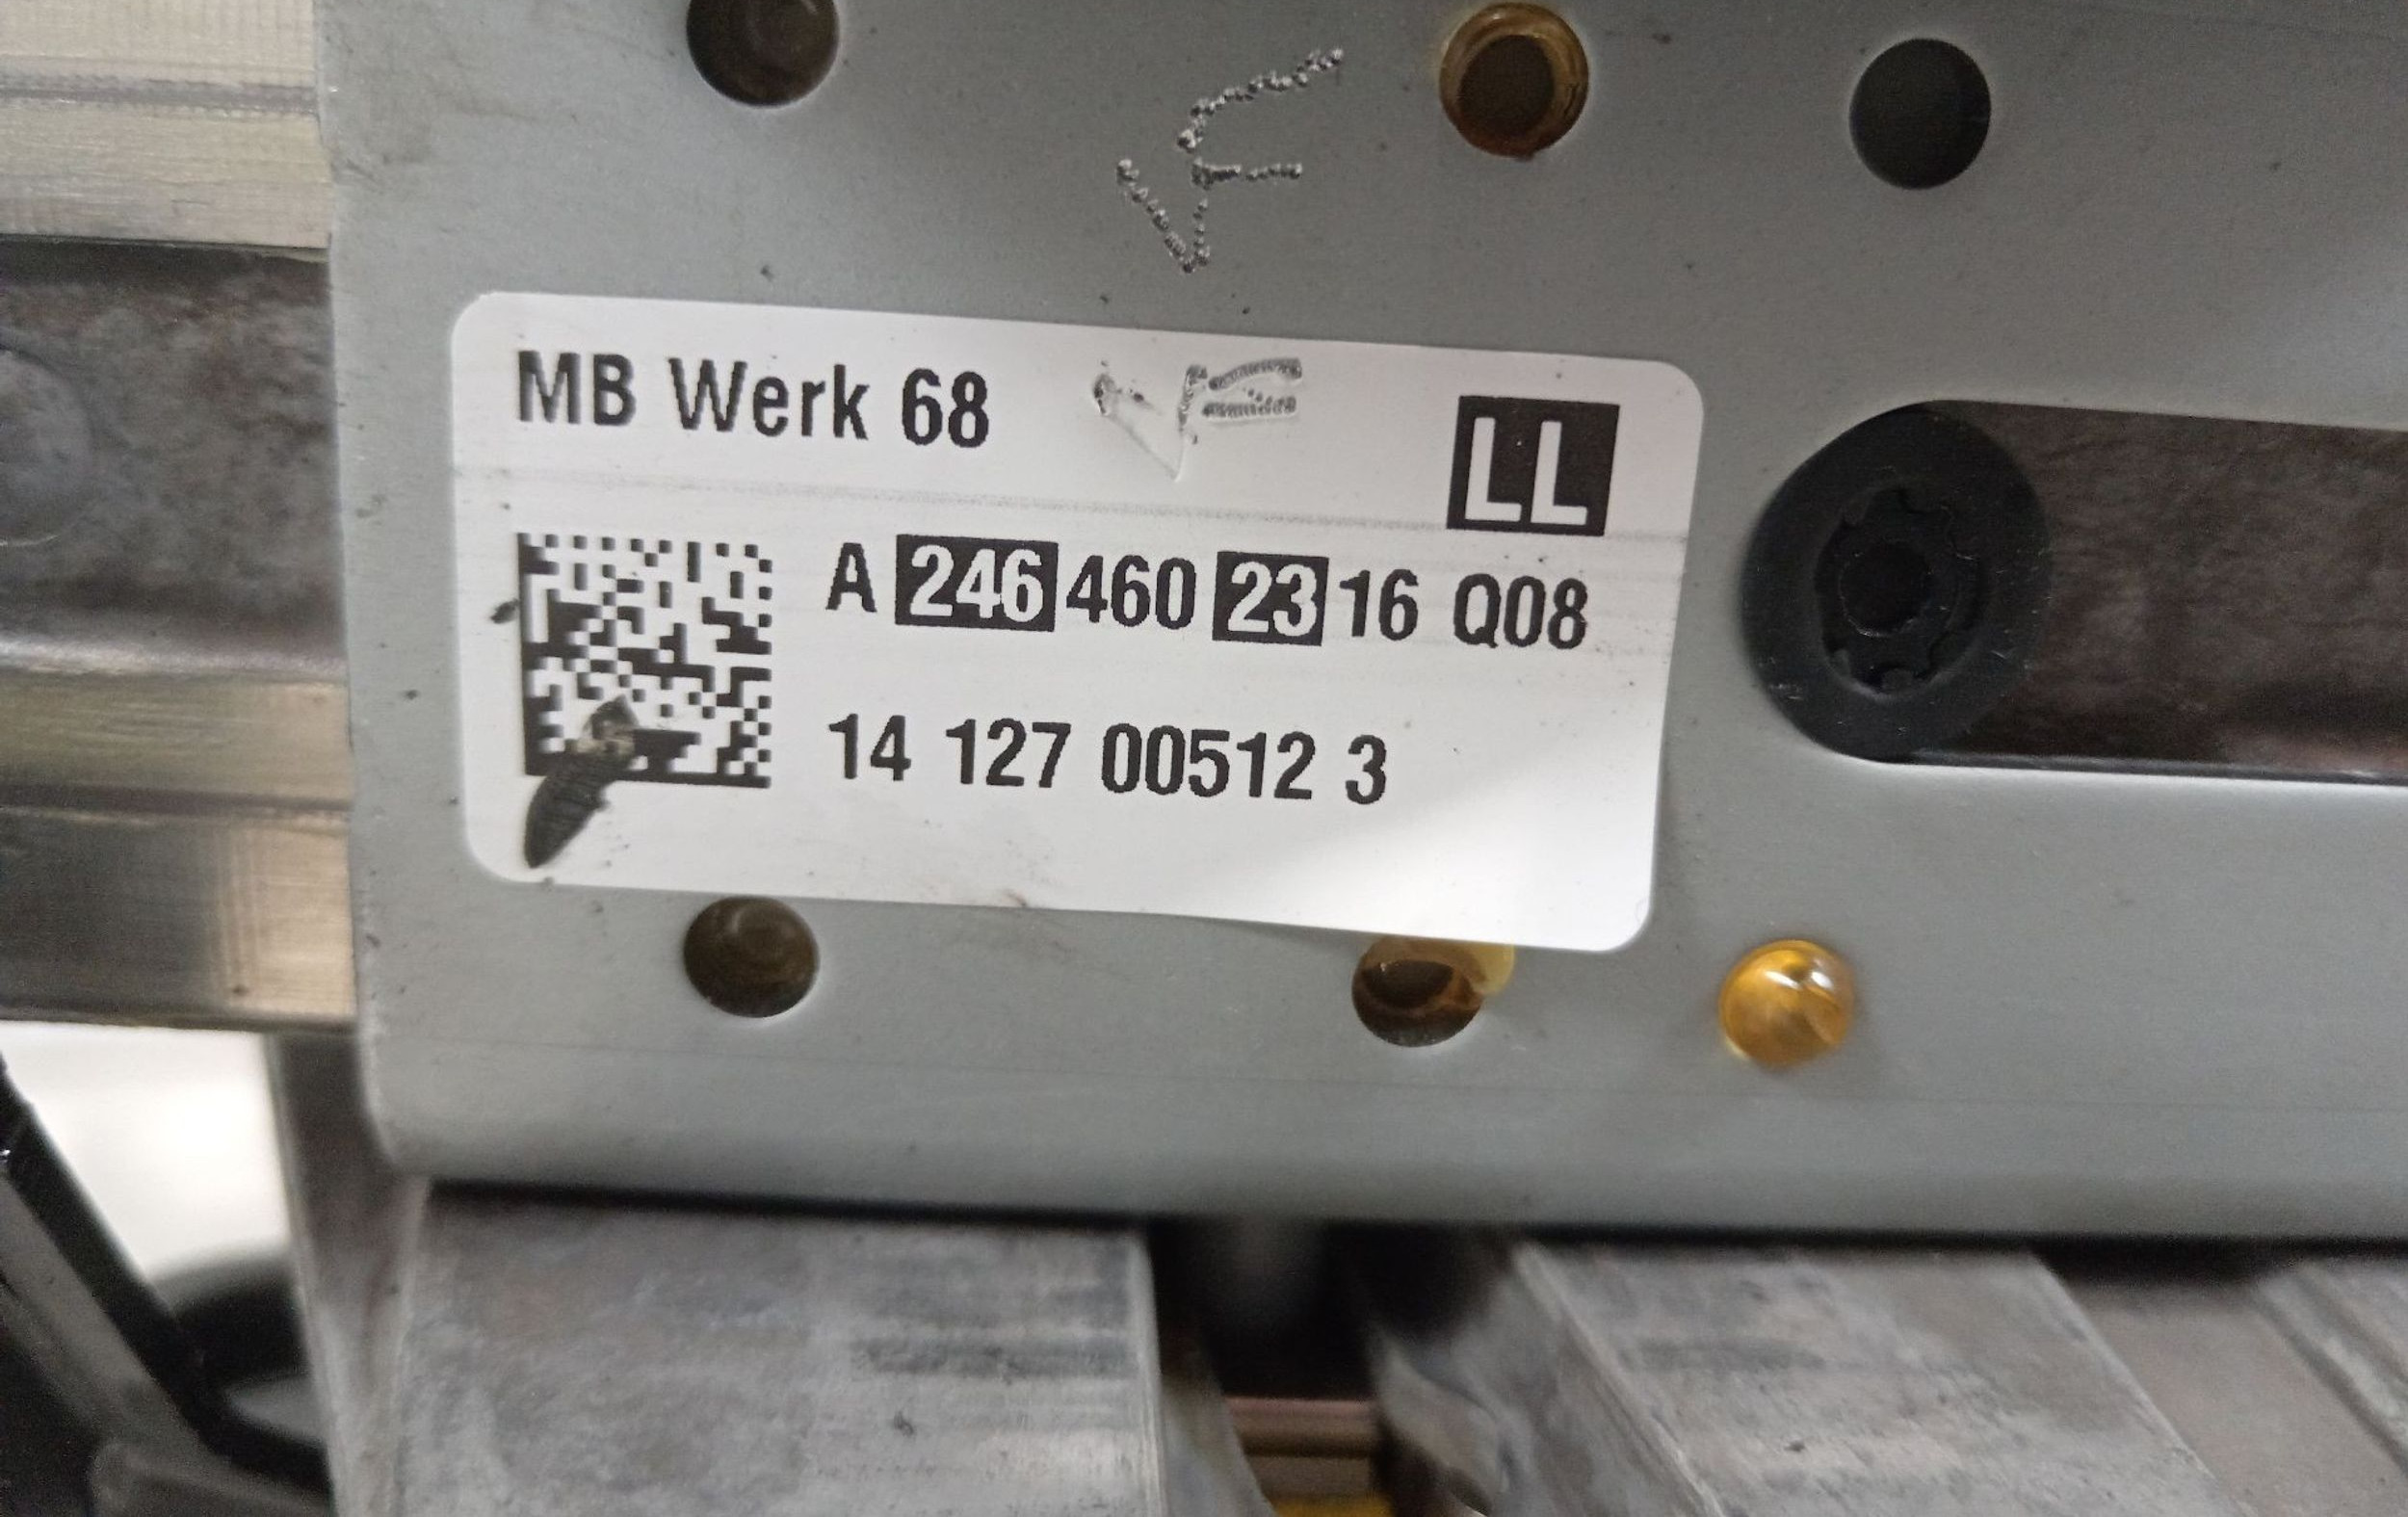 MB Werk 68
LL
A 246 460 23 16 Q08
14 127 00512 3